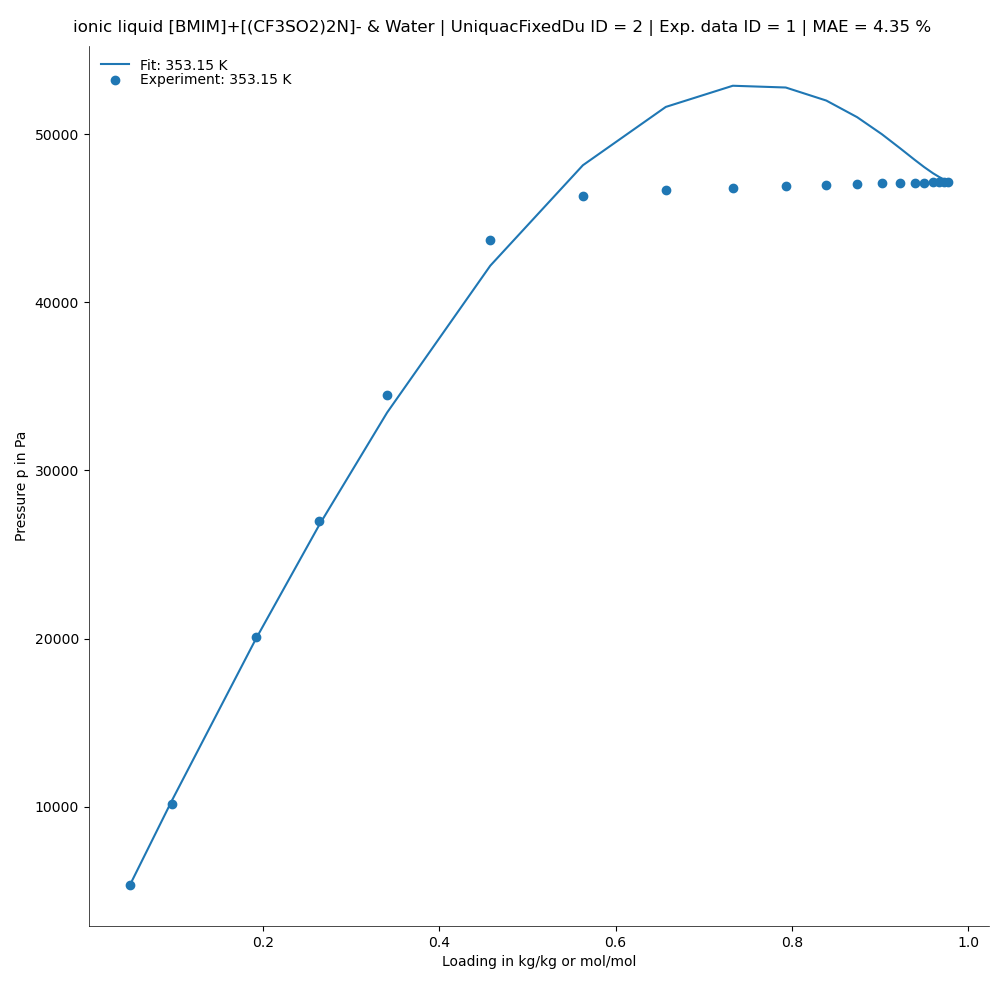 ionic liquid [BMIM]+[(CF3SO2)2N]- & Water | UniquacFixedDu ID = 2 | Exp. data ID = 1 | MAE = 4.35 %
Fit: 353.15 K
Experiment: 353.15 K
50000
40000
30000
20000
10000
Pressure p in Pa
0.2 0.4 0.6 0.8 1.0
Loading in kg/kg or mol/mol